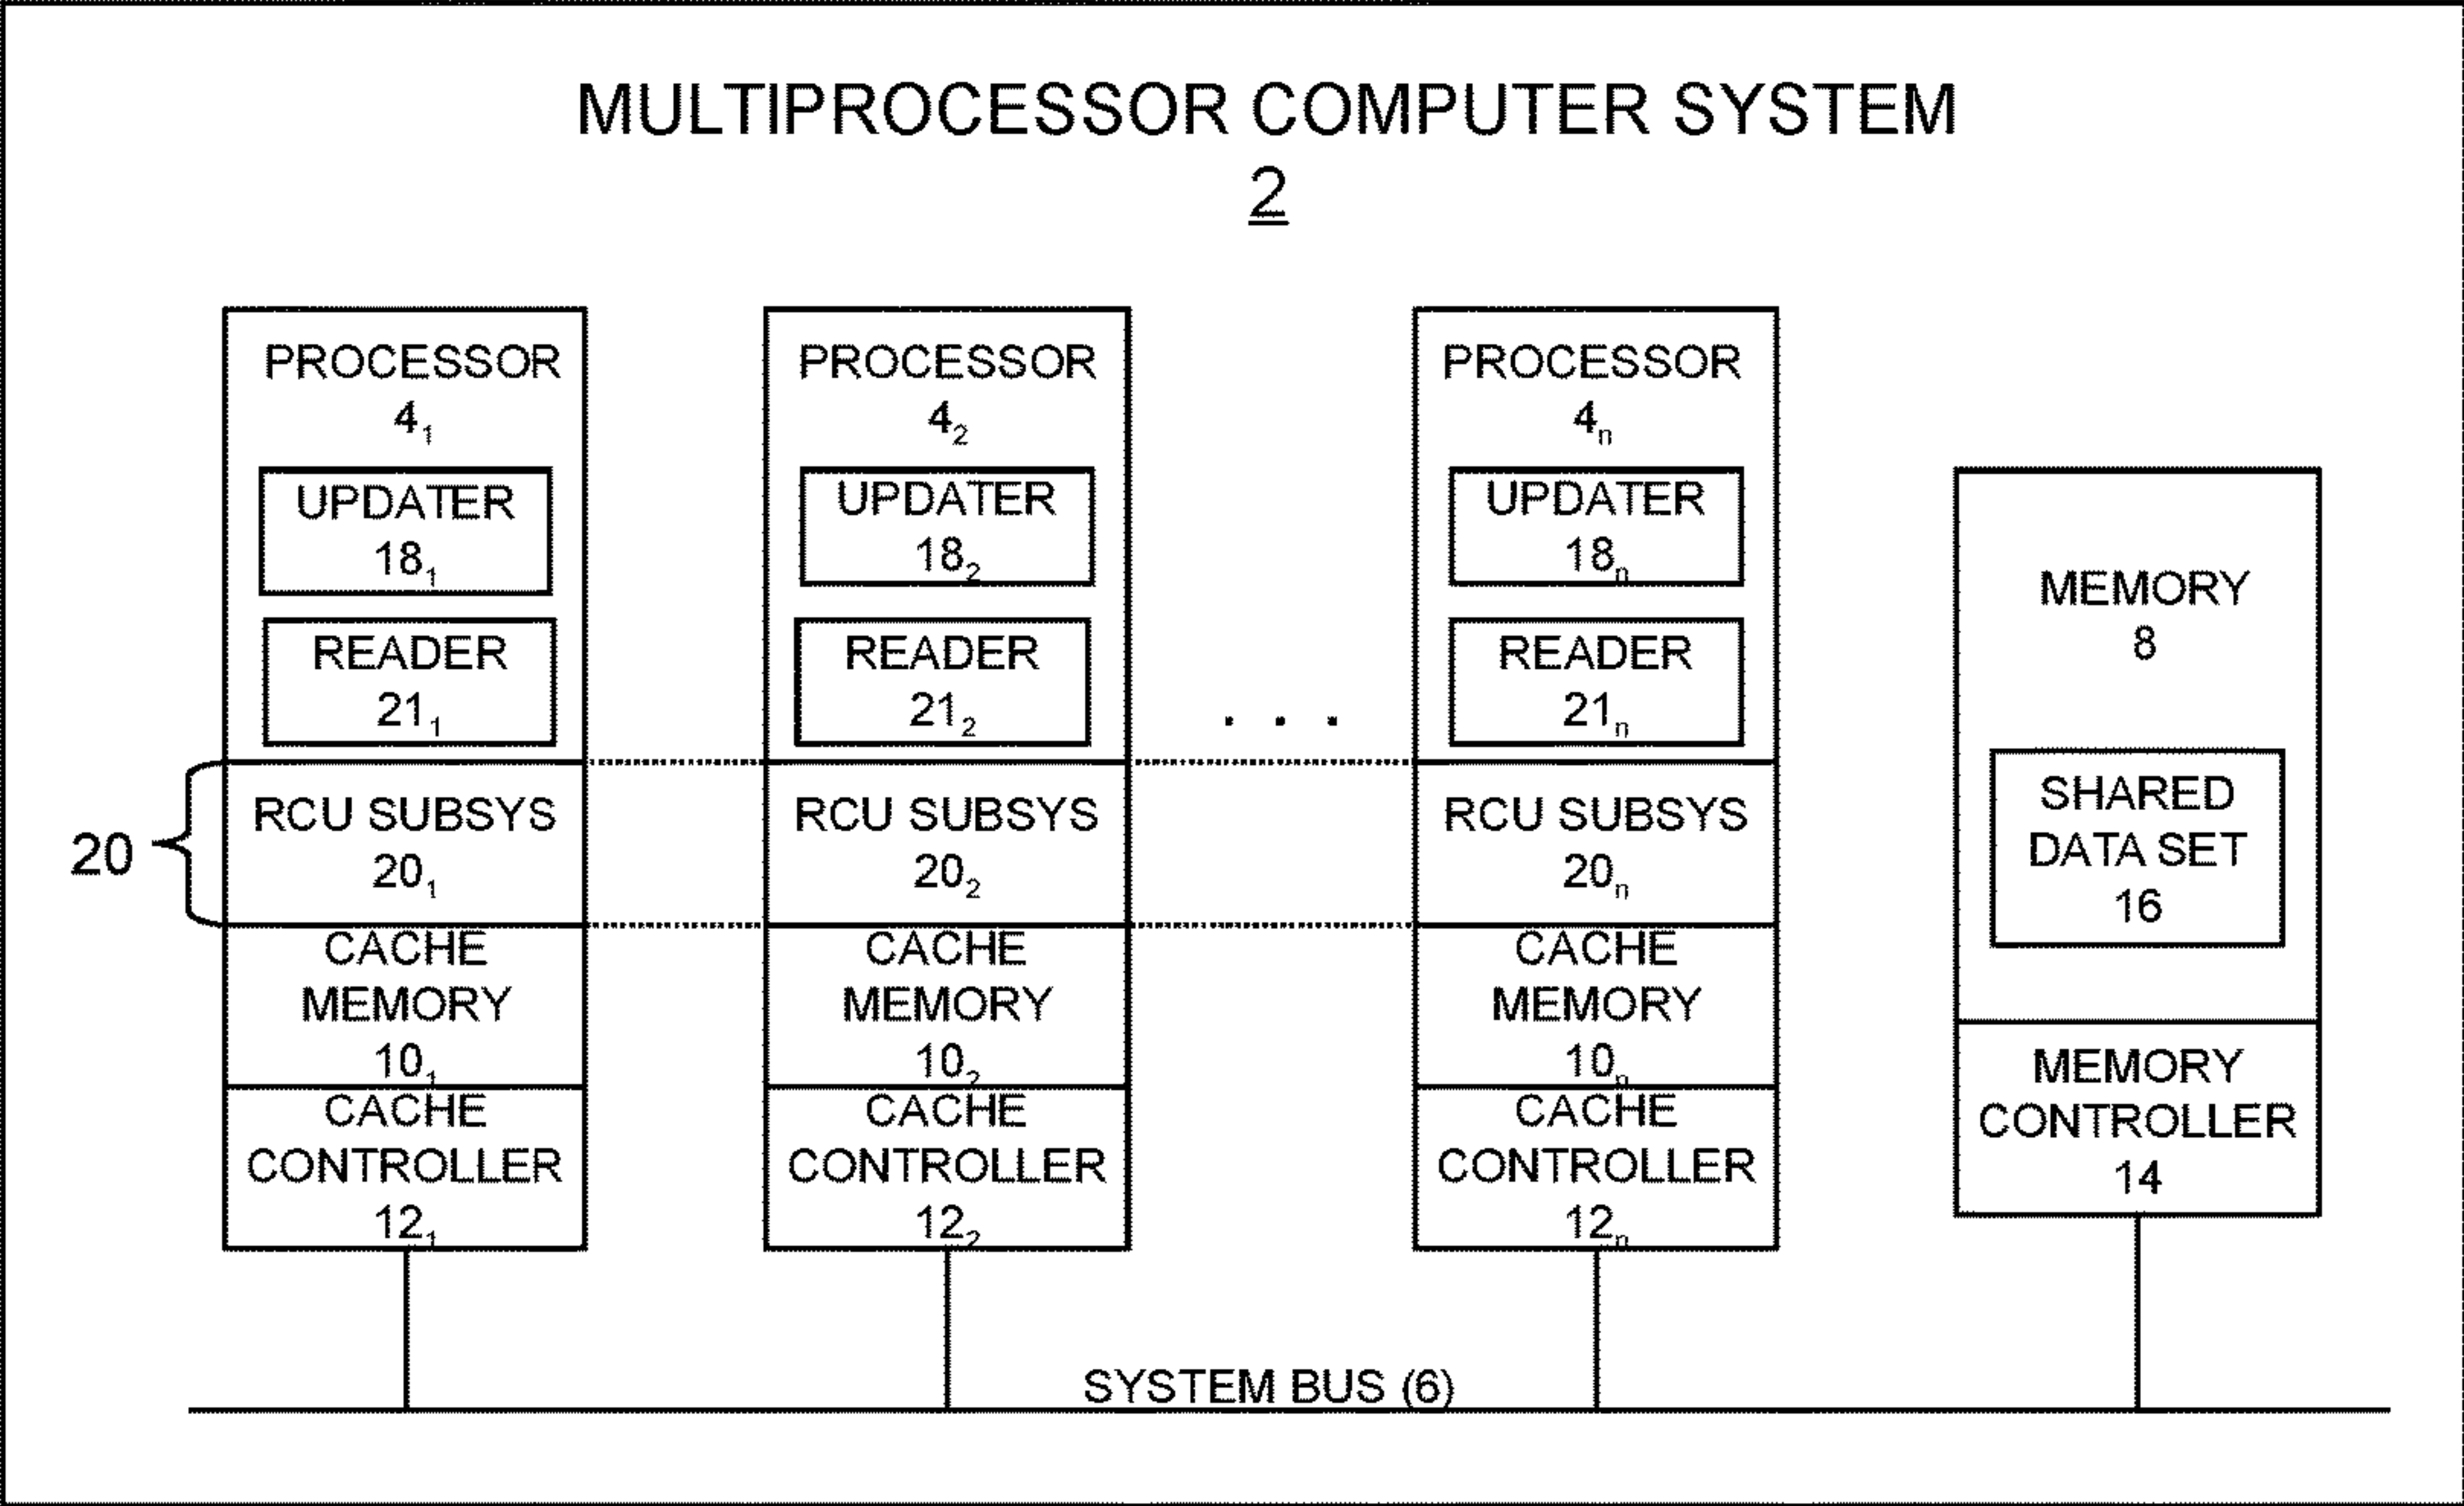 MULTIPROCESSOR COMPUTER SYSTEM
2
PROCESSOR
4₁
UPDATER
18₁
READER
21₁
RCU SUBSYS
20₁
CACHE
MEMORY
10₁
CACHE
CONTROLLER
12₁
PROCESSOR
4₂
UPDATER
18₂
READER
21₂
RCU SUBSYS
20₂
CACHE
MEMORY
10₂
CACHE
CONTROLLER
12₂
. . .
PROCESSOR
4ₙ
UPDATER
18ₙ
READER
21ₙ
RCU SUBSYS
20ₙ
CACHE
MEMORY
10ₙ
CACHE
CONTROLLER
12ₙ
MEMORY
8
SHARED
DATA SET
16
MEMORY
CONTROLLER
14
20
SYSTEM BUS (6)